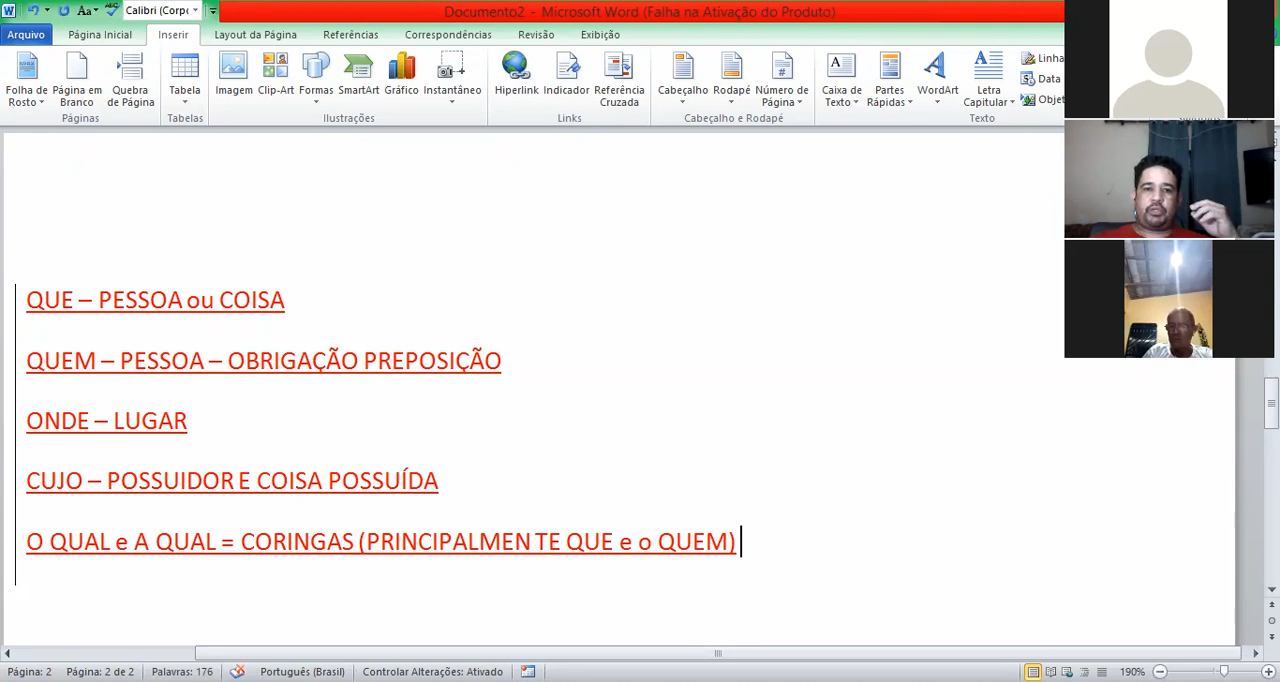 Calibri (Corpo
Documento2 - Microsoft Word (Falha na Ativação do Produto)
Arquivo Página Inicial Inserir Layout da Página Referências Correspondências Revisão Exibição
Folha de Rosto Página em Branco Quebra de Página Tabela Imagem Clip-Art Formas SmartArt Gráfico Instantâneo Hiperlink Indicador Referência Cruzada Cabeçalho Rodapé Número de Página Caixa de Texto Partes Rápidas WordArt Letra Capitular Linha Data Objet
Páginas Tabelas Ilustrações Links Cabeçalho e Rodapé Texto
QUE – PESSOA ou COISA
QUEM – PESSOA – OBRIGAÇÃO PREPOSIÇÃO
ONDE – LUGAR
CUJO – POSSUIDOR E COISA POSSUÍDA
O QUAL e A QUAL = CORINGAS (PRINCIPALMEN TE QUE e o QUEM)
Página: 2 Página: 2 de 2 Palavras: 176 Português (Brasil) Controlar Alterações: Ativado 190%